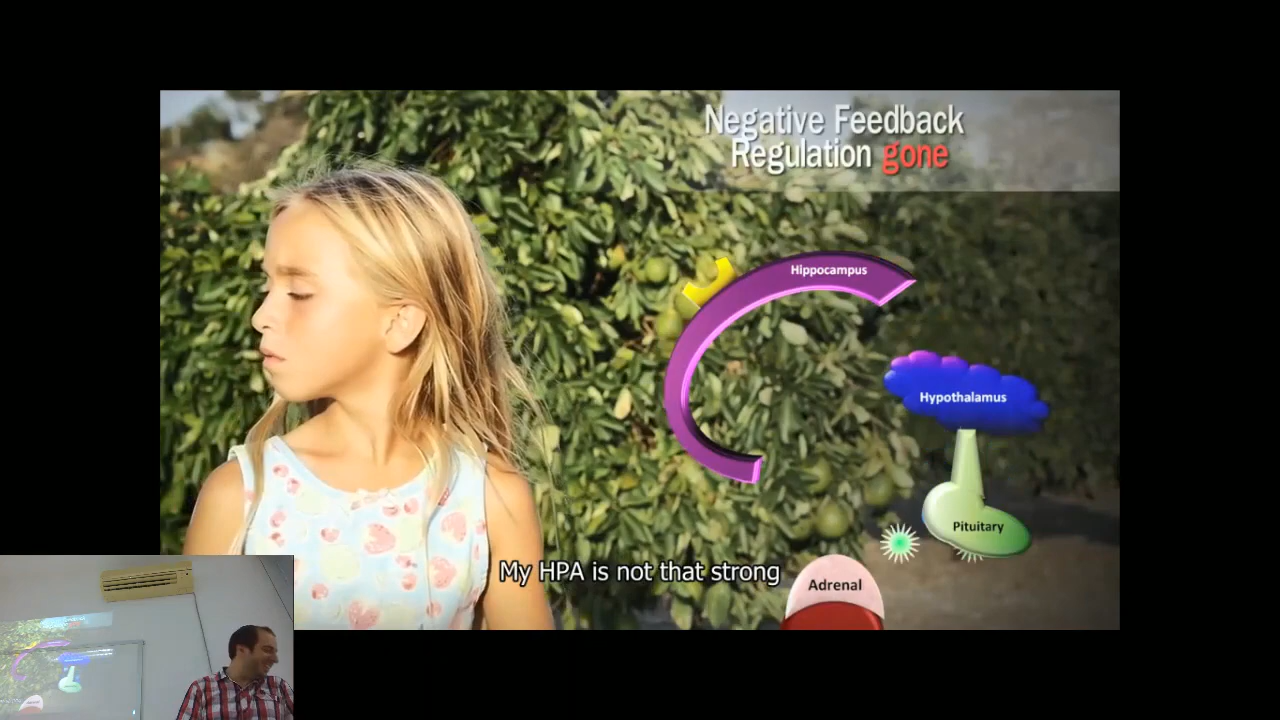 Negative Feedback
Regulation gone
Hippocampus
Hypothalamus
Pituitary
My HPA is not that strong
Adrenal